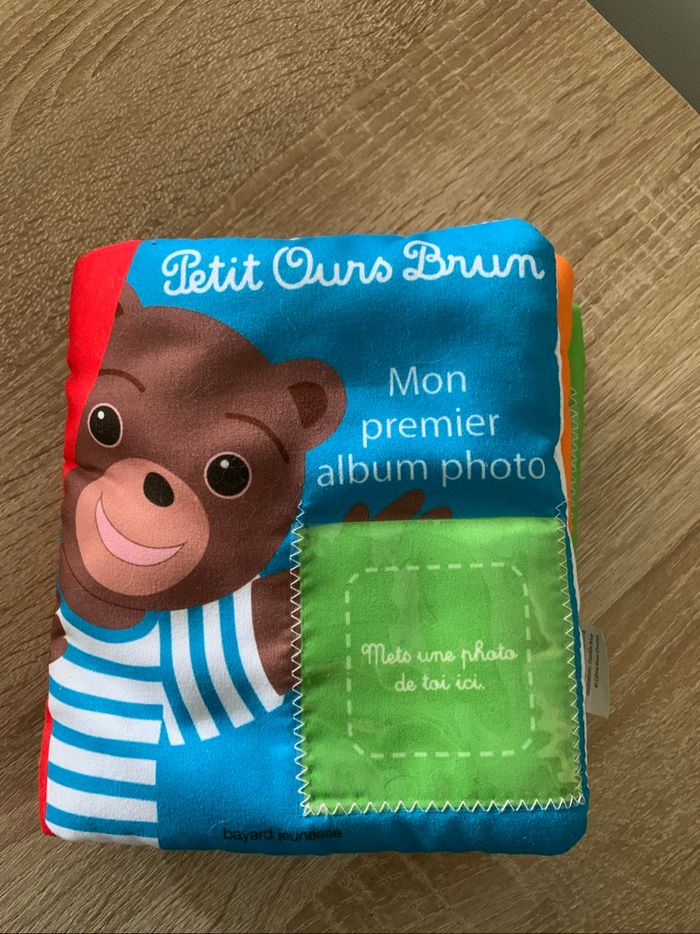 Petit Ours Brun
Mon
premier
album photo
Mets une photo
de toi ici.
bayard jeunesse